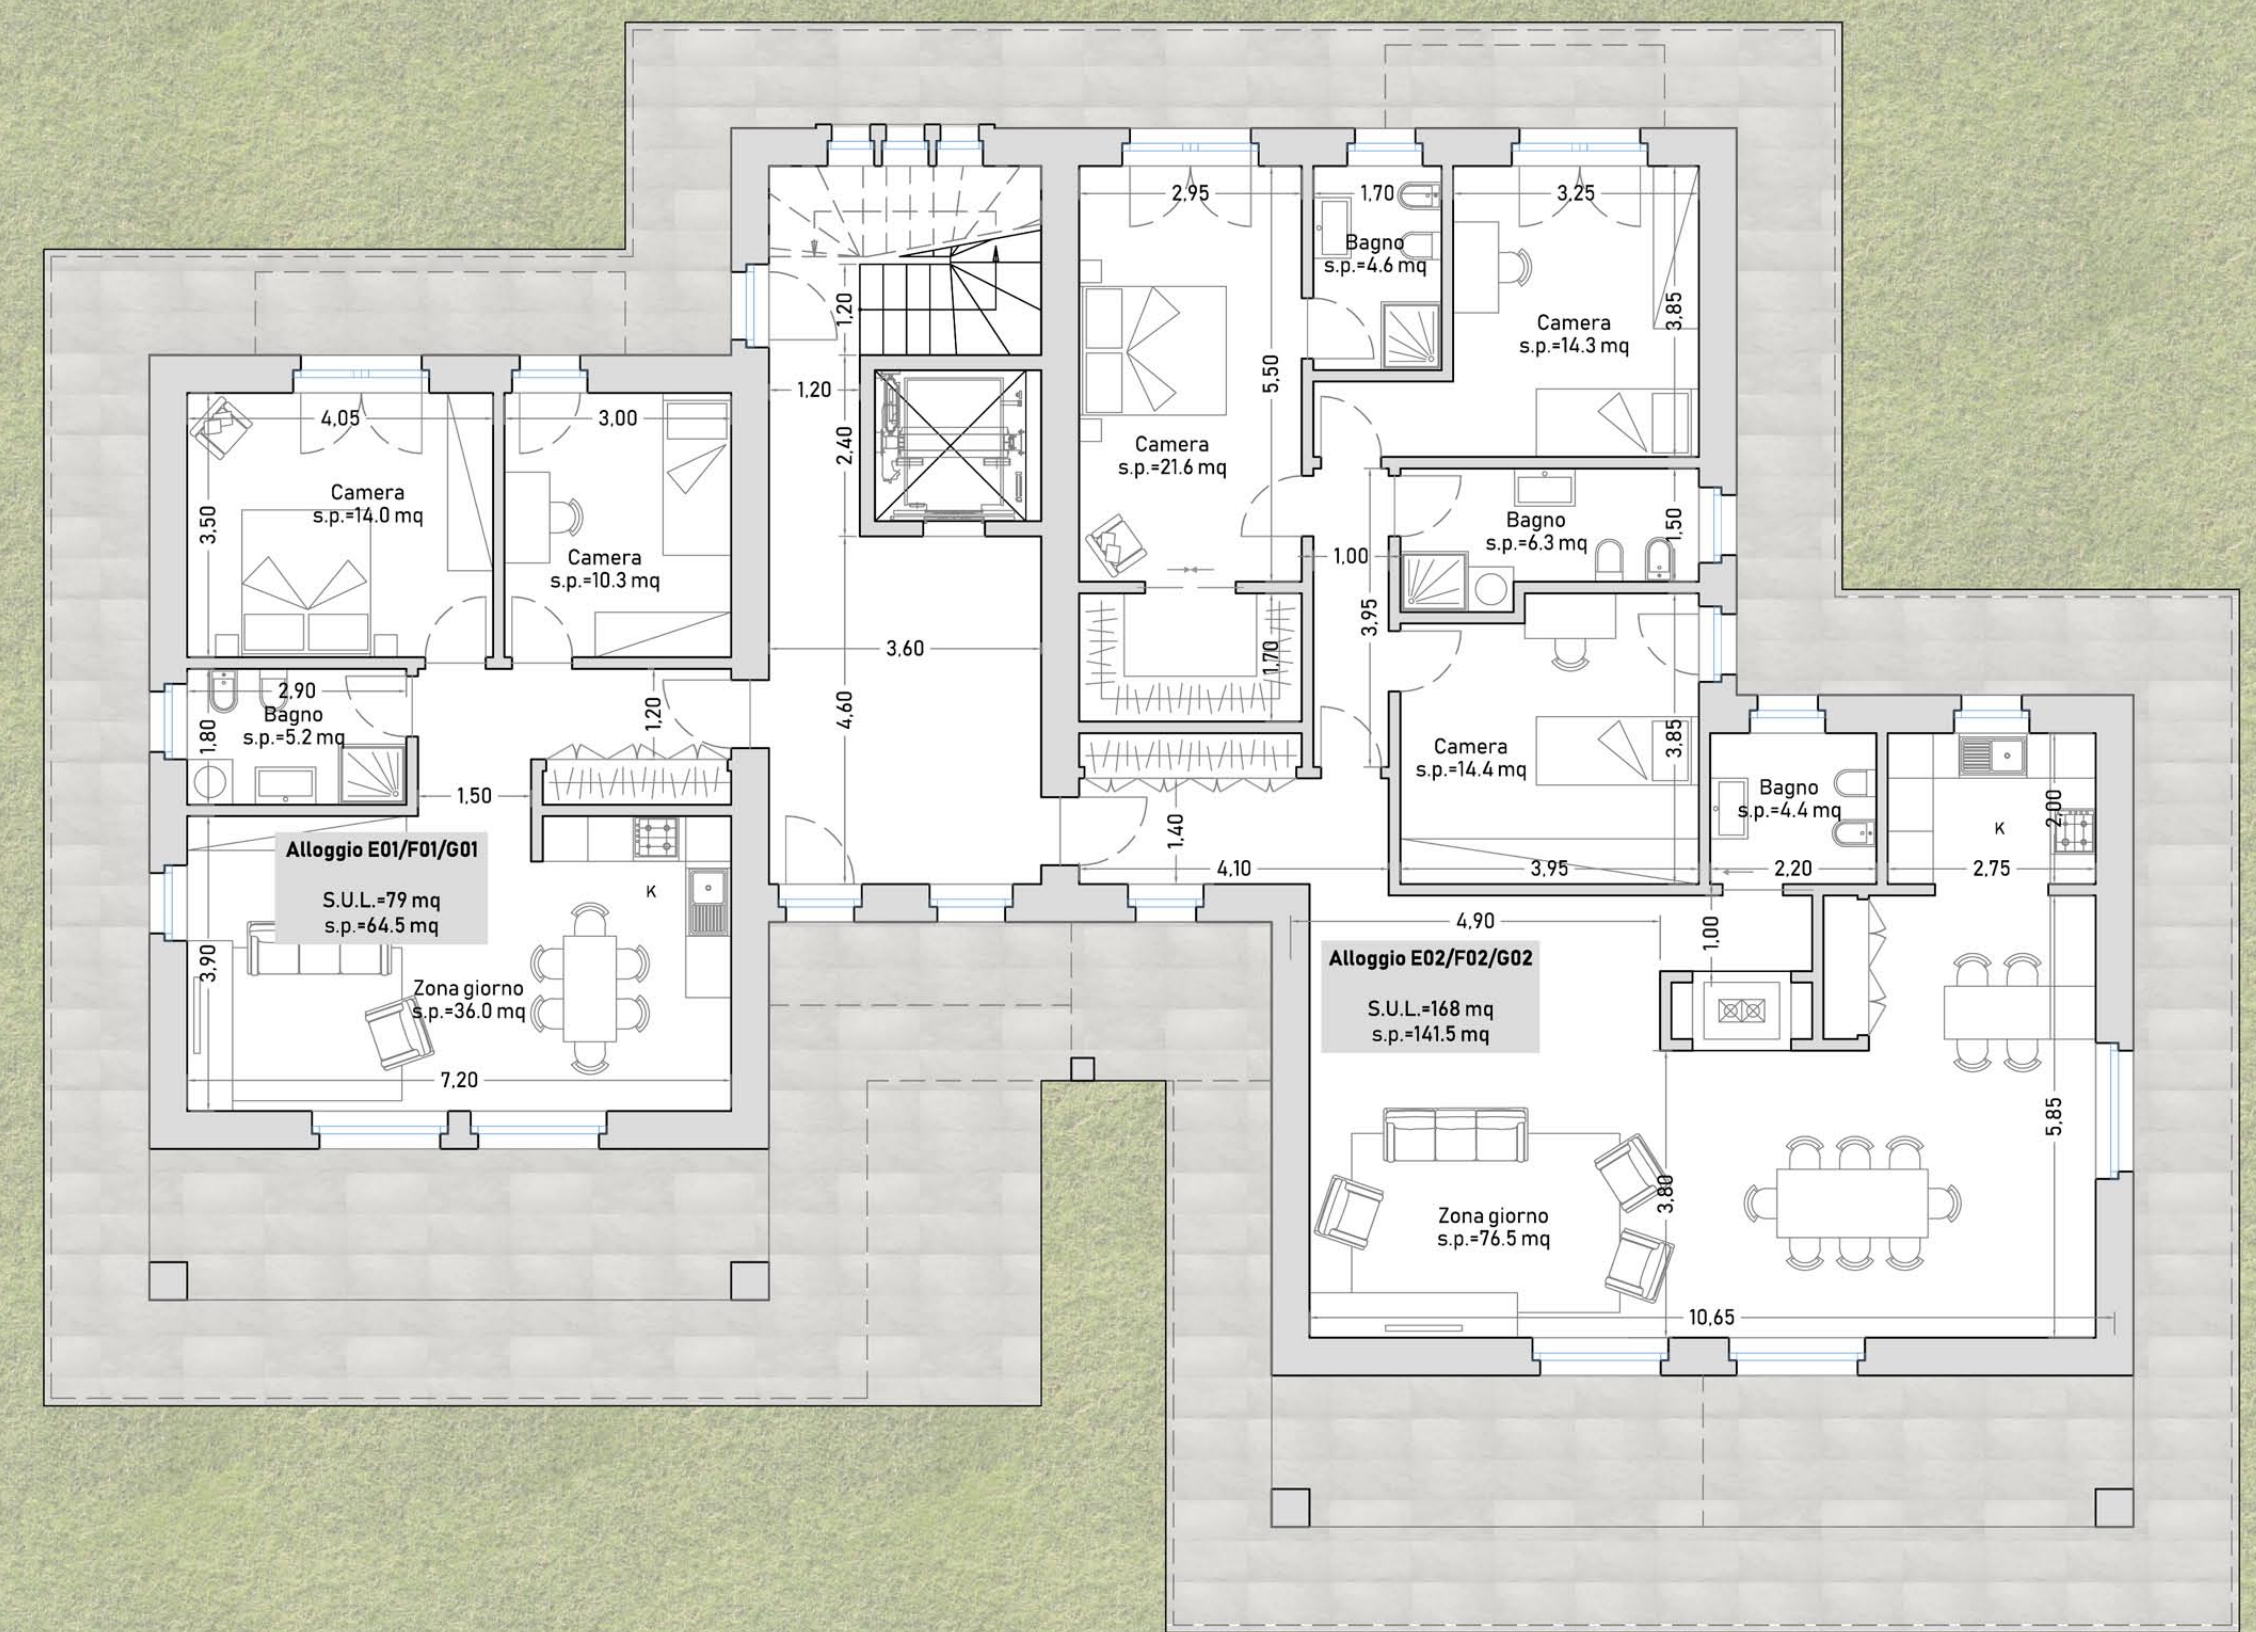 2,95
1,70
3,25
Bagno
s.p.=4.6 mq
1,20
3,85
Camera
s.p.=14.3 mq
5,50
1,20
4,05
3,00
2,40
Camera
s.p.=21.6 mq
Camera
s.p.=14.0 mq
3,50
Bagno
s.p.=6.3 mq
1,50
Camera
s.p.=10.3 mq
1,00
3,95
3,60
1,70
2,90
Bagno
s.p.=5.2 mq
1,80
1,20
4,60
Camera
s.p.=14.4 mq
3,85
Bagno
s.p.=4.4 mq
2,00
K
1,50
1,40
4,10
3,95
2,20
2,75
Alloggio E01/F01/G01
S.U.L.=79 mq
s.p.=64.5 mq
K
4,90
1,00
3,90
Alloggio E02/F02/G02
S.U.L.=168 mq
s.p.=141.5 mq
Zona giorno
s.p.=36.0 mq
7,20
5,85
3,80
Zona giorno
s.p.=76.5 mq
10,65